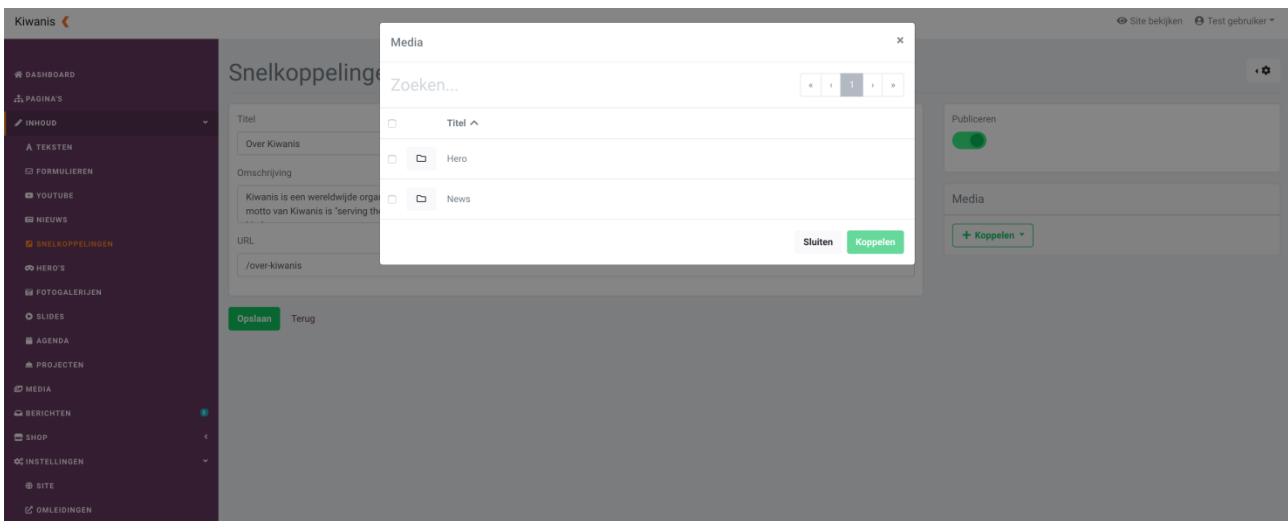 Kiwanis
Site bekijken
Test gebruiker
DASHBOARD
PAGINA'S
INHOUD
TEKSTEN
FORMULIEREN
YOUTUBE
NIEUWS
SNELKOPPELINGEN
HERO'S
FOTOGALERIJEN
SLIDES
AGENDA
PROJECTEN
MEDIA
BERICHTEN
SHOP
INSTELLINGEN
SITE
OMLEIDINGEN
Snelkoppelinge
Titel
Over Kiwanis
Omschrijving
Kiwanis is een wereldwijde orga
motto van Kiwanis is "serving the
URL
/over-kiwanis
Opslaan
Terug
Media
×
Zoeken...
« ‹ 1 › »
Titel
Hero
News
Sluiten
Koppelen
Publiceren
Media
+ Koppelen